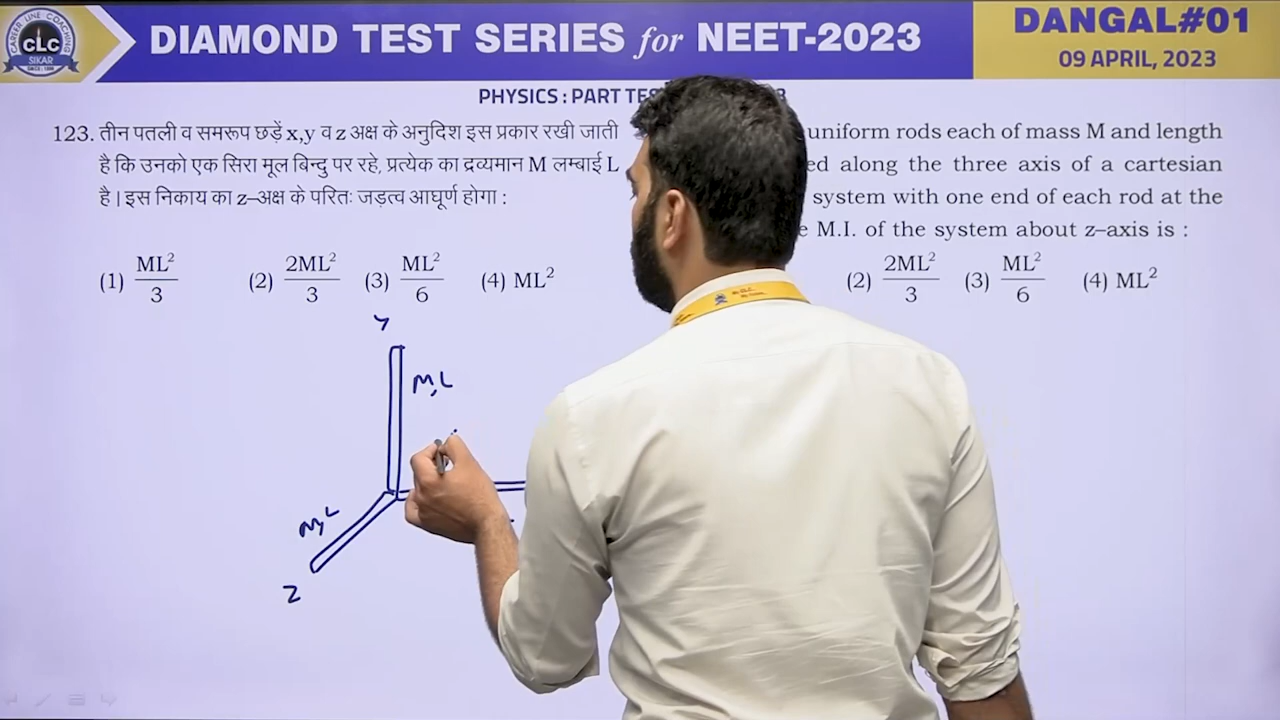 CAREER LINE COACHING
CLC
SIKAR
DIAMOND TEST SERIES for NEET-2023
DANGAL#01
09 APRIL, 2023
PHYSICS : PART
123. तीन पतली व समरूप छड़ें x,y व z अक्ष के अनुदिश इस प्रकार रखी जाती
है कि उनको एक सिरा मूल बिन्दु पर रहे, प्रत्येक का द्रव्यमान M लम्बाई L
है। इस निकाय का z–अक्ष के परितः जड़त्व आघूर्ण होगा :
(1) ML²/3 (2) 2ML²/3 (3) ML²/6 (4) ML²
uniform rods each of mass M and length
along the three axis of a cartesian
system with one end of each rod at the
M.I. of the system about z–axis is :
(2) 2ML²/3 (3) ML²/6 (4) ML²
Y
M,L
M,L
Z